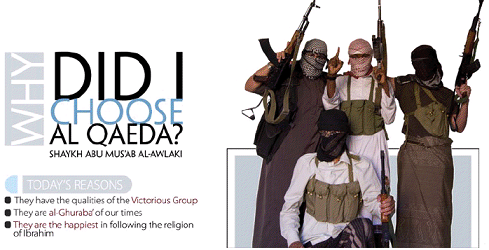 WHY
DID I
CHOOSE
AL QAEDA?
SHAYKH ABU MUS'AB AL-AWLAKI
TODAY'S REASONS
They have the qualities of the Victorious Group
They are al-Ghuraba' of our times
They are the happiest in following the religion
of Ibrahim